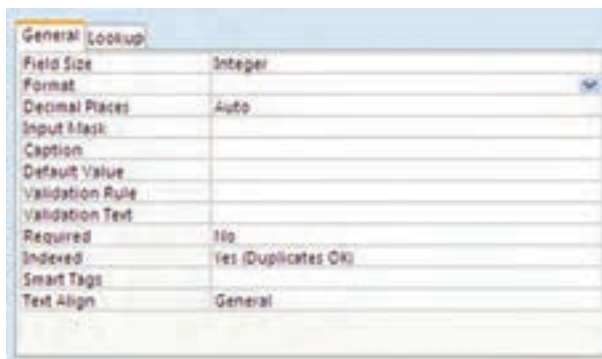 General Lookup
Field Size Integer
Format
Decimal Places Auto
Input Mask
Caption
Default Value
Validation Rule
Validation Text
Required No
Indexed Yes (Duplicates OK)
Smart Tags
Text Align General